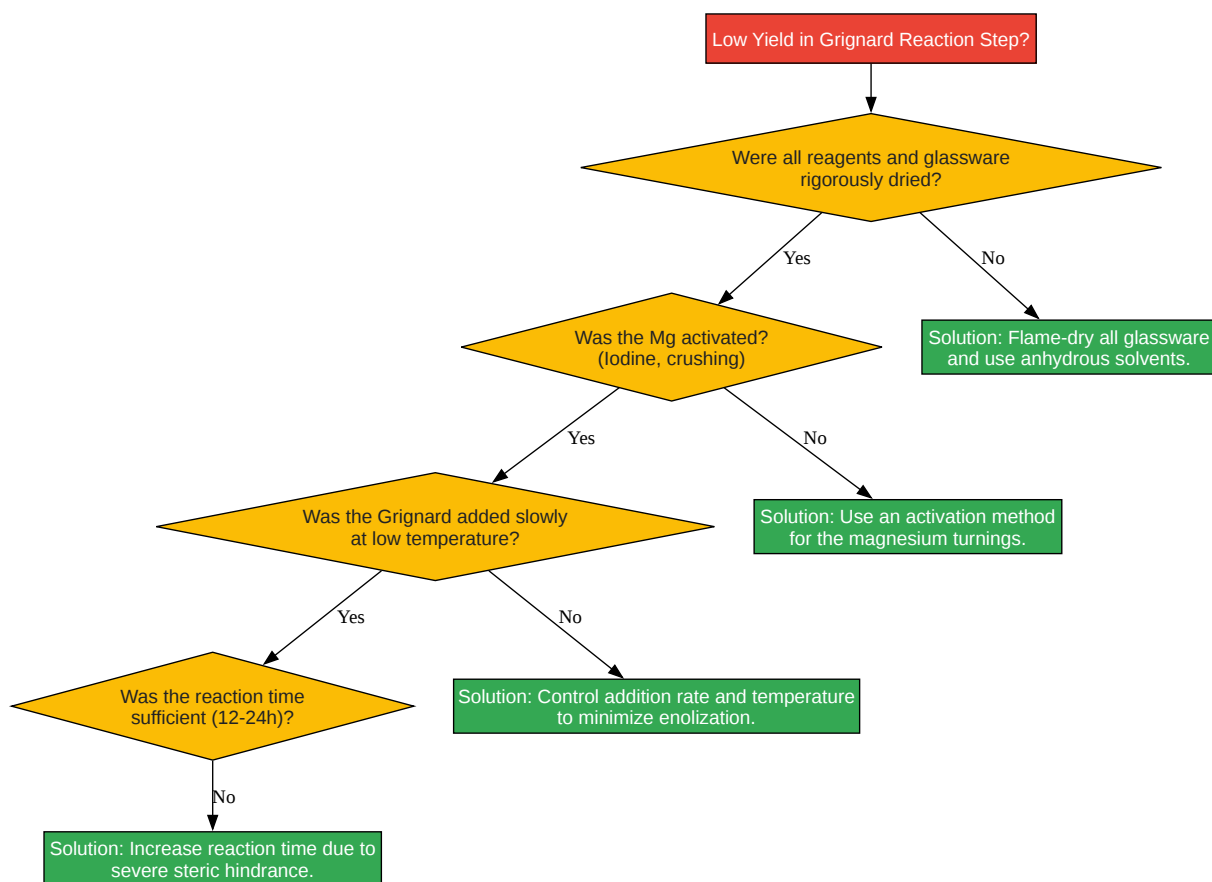 Low Yield in Grignard Reaction Step?
Were all reagents and glassware
rigorously dried?
Yes
No
Was the Mg activated?
(Iodine, crushing)
Solution: Flame-dry all glassware
and use anhydrous solvents.
Yes
No
Was the Grignard added slowly
at low temperature?
Solution: Use an activation method
for the magnesium turnings.
Yes
No
Was the reaction time
sufficient (12-24h)?
Solution: Control addition rate and temperature
to minimize enolization.
No
Solution: Increase reaction time due to
severe steric hindrance.